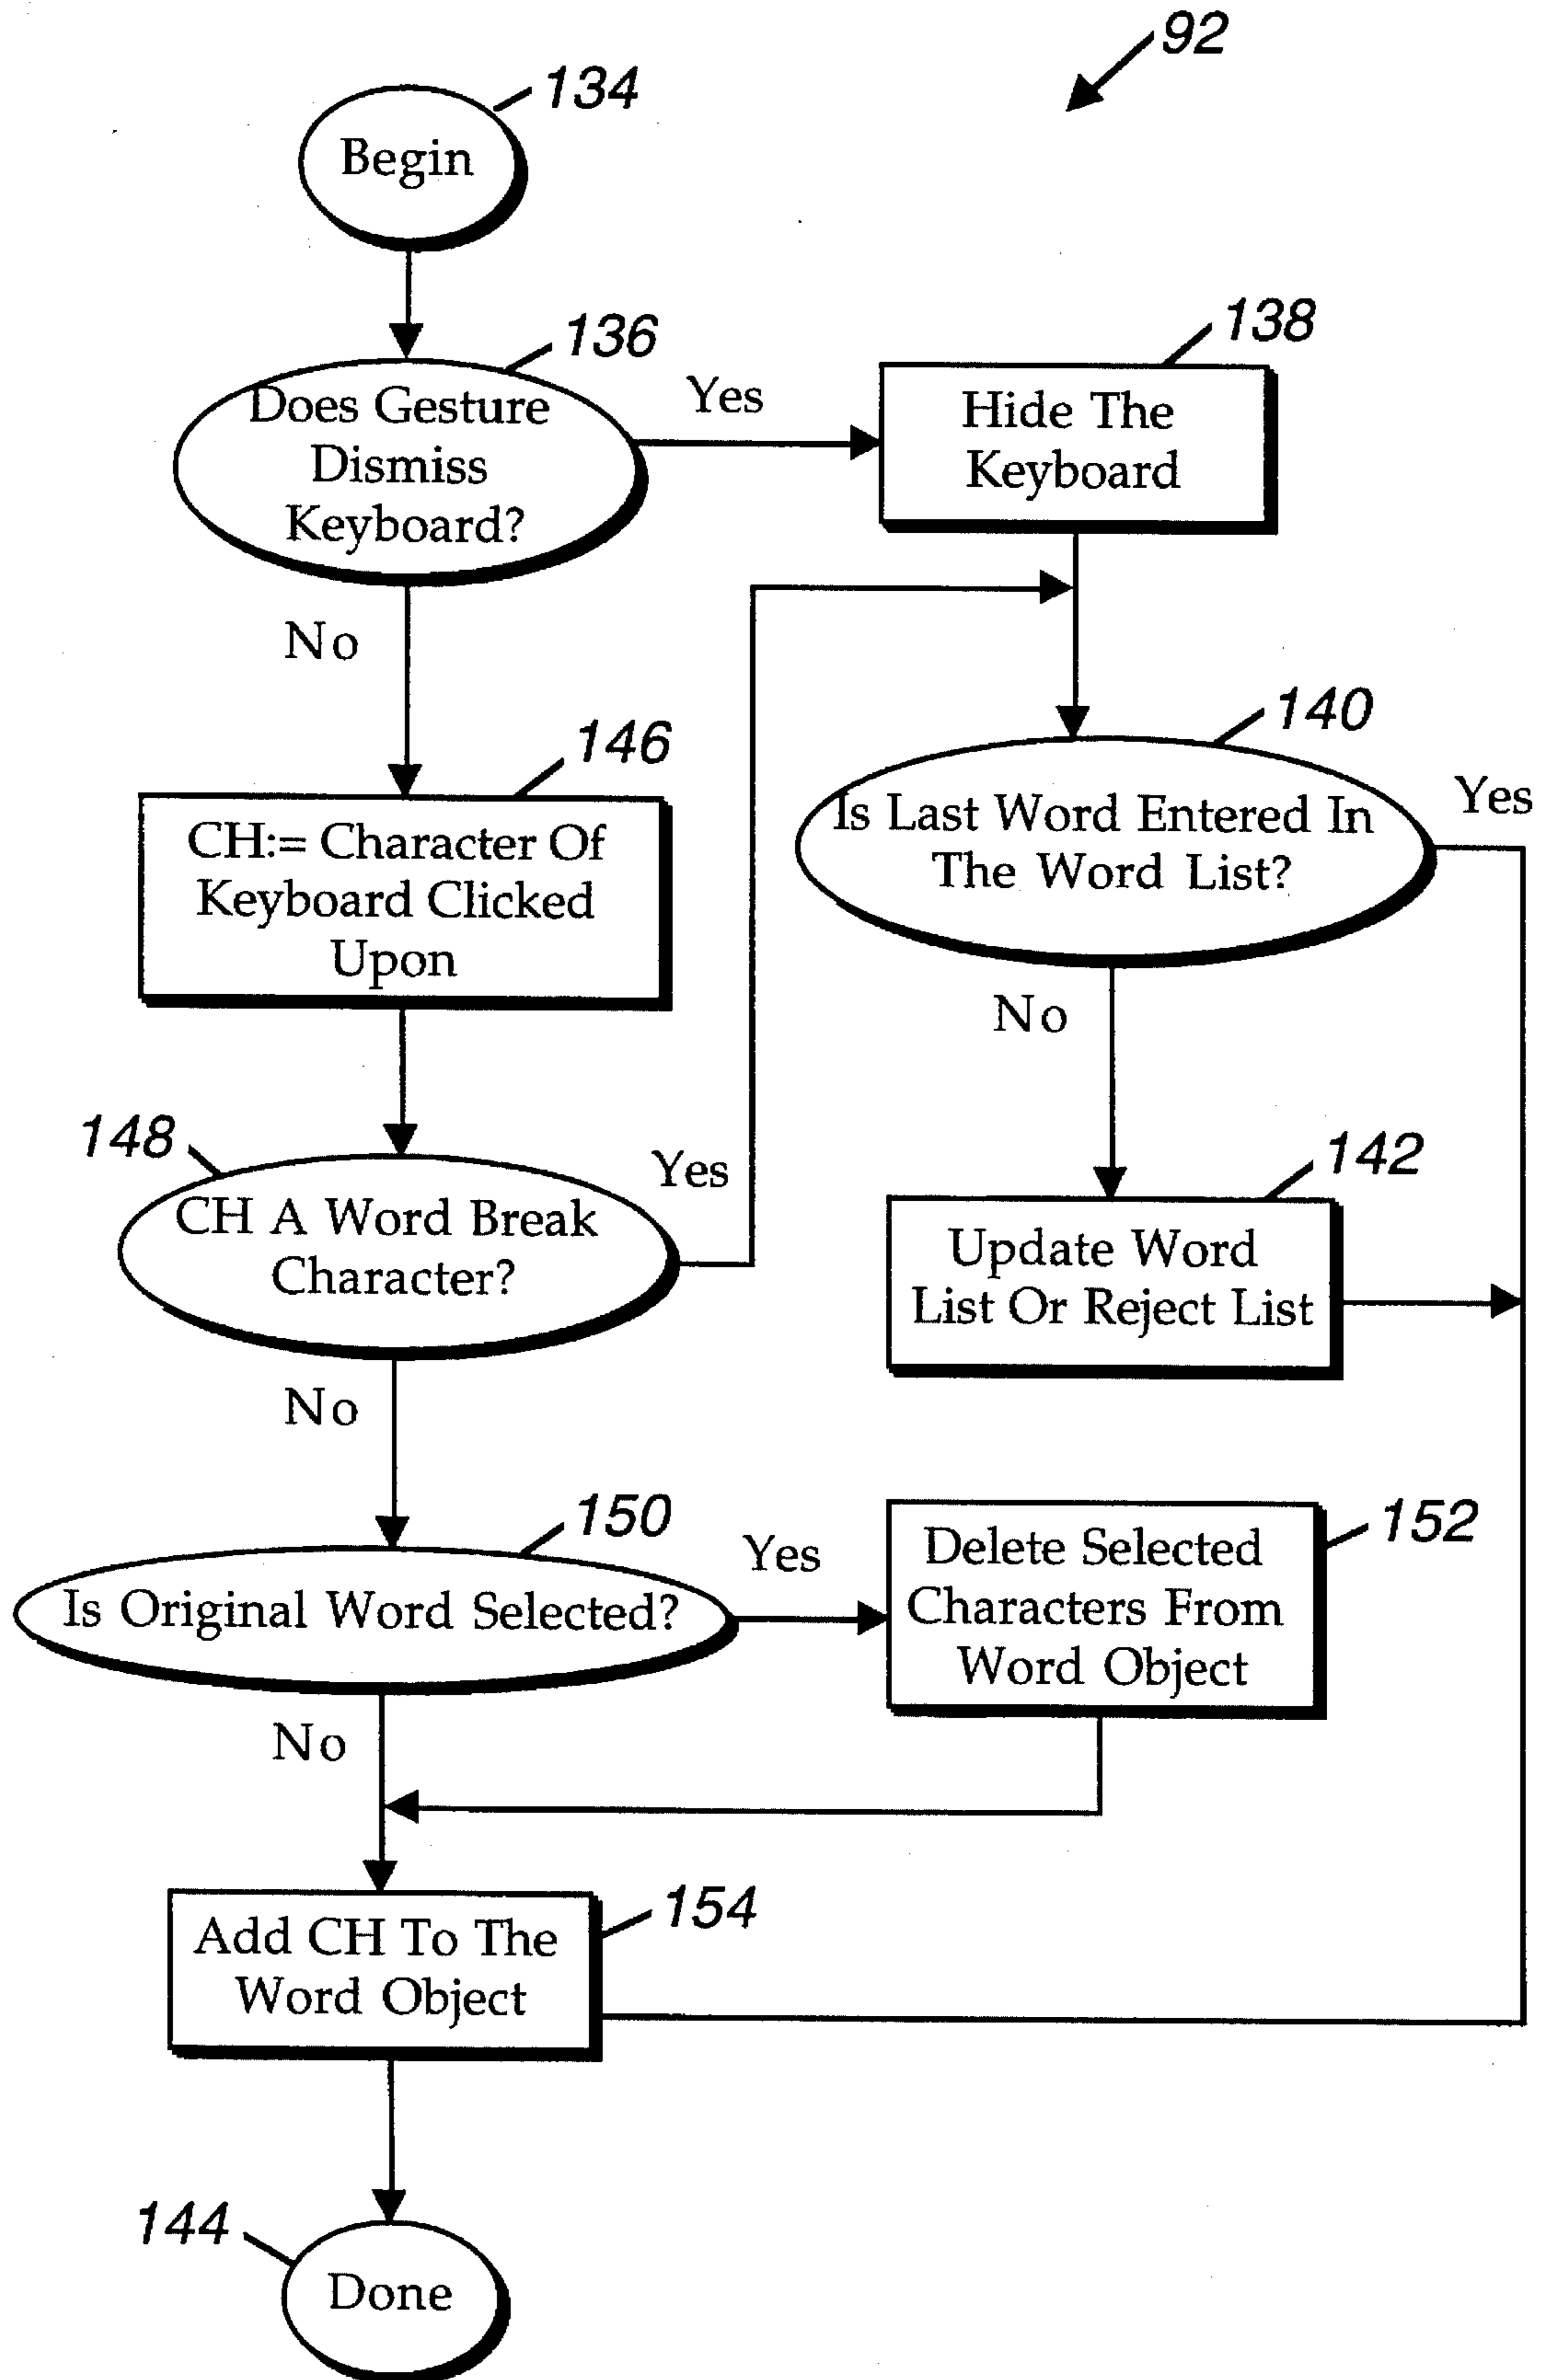 92
134
Begin
136
Does Gesture
Dismiss
Keyboard?
Yes
138
Hide The
Keyboard
No
140
Is Last Word Entered In
The Word List?
Yes
146
CH:= Character Of
Keyboard Clicked
Upon
No
148
CH A Word Break
Character?
Yes
142
Update Word
List Or Reject List
No
150
Is Original Word Selected?
Yes
152
Delete Selected
Characters From
Word Object
No
154
Add CH To The
Word Object
144
Done